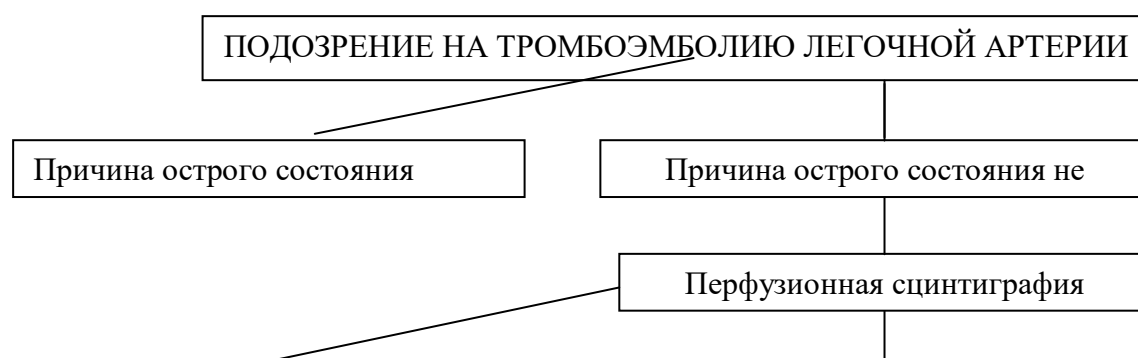 ПОДОЗРЕНИЕ НА ТРОМБОЭМБОЛИЮ ЛЕГОЧНОЙ АРТЕРИИ
Причина острого состояния
Причина острого состояния не
Перфузионная сцинтиграфия